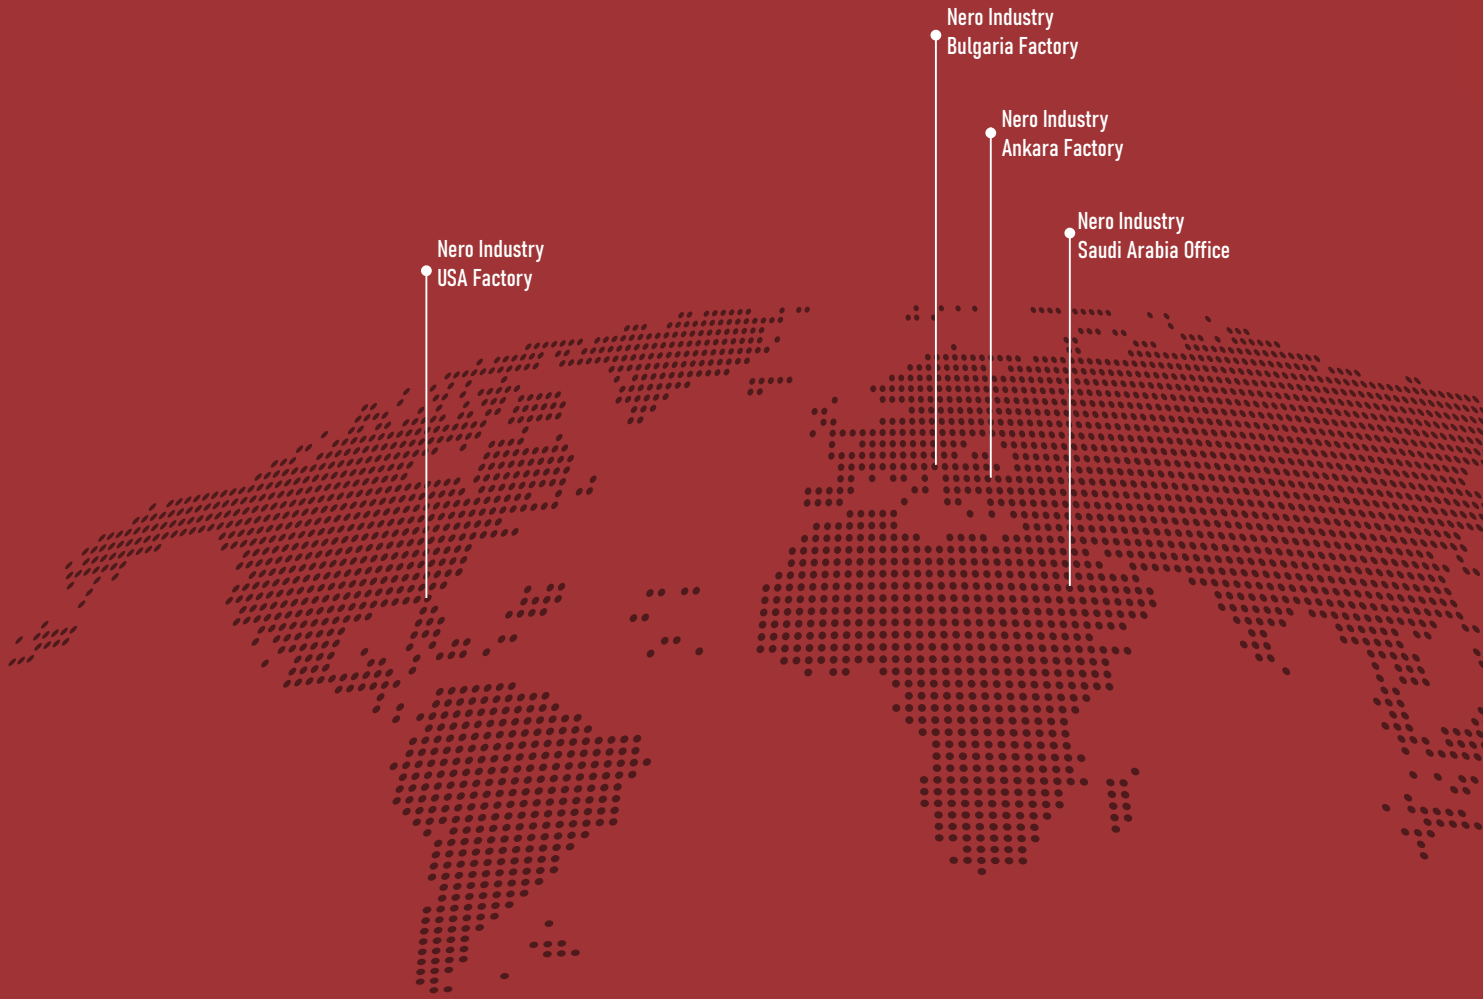 Nero Industry
Bulgaria Factory
Nero Industry
Ankara Factory
Nero Industry
Saudi Arabia Office
Nero Industry
USA Factory